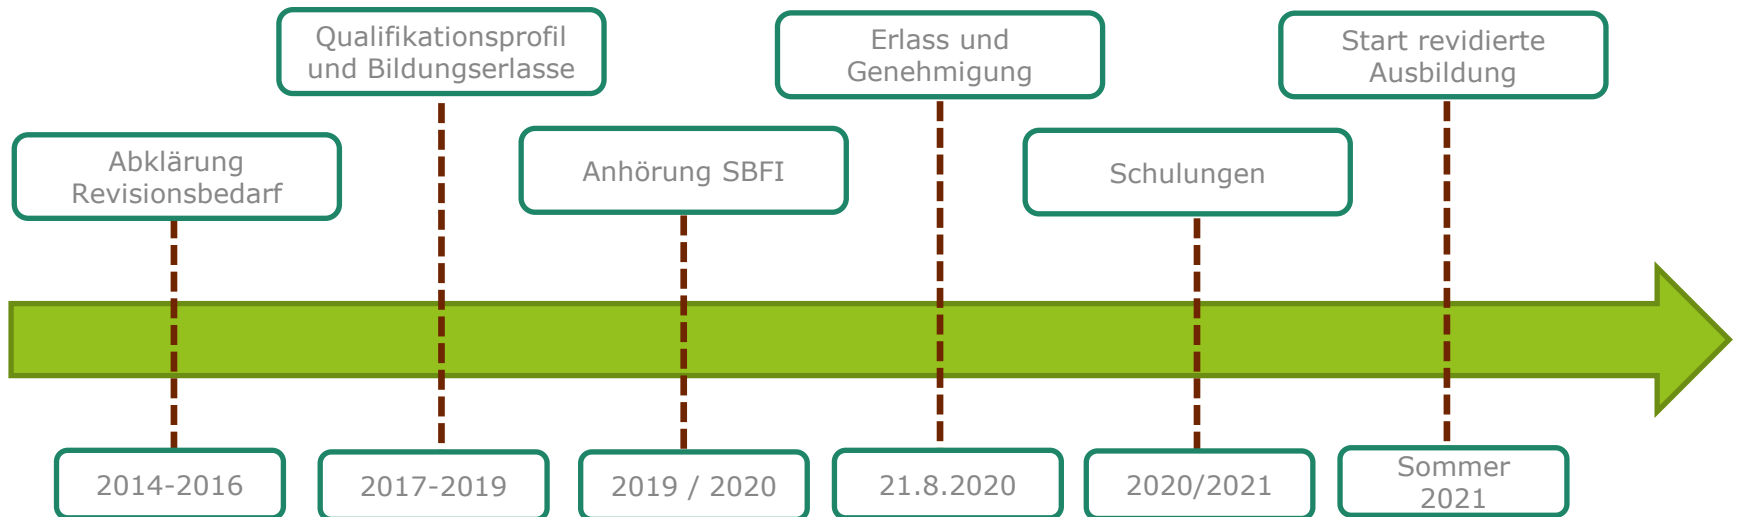 Qualifikationsprofil
und Bildungserlasse
Erlass und
Genehmigung
Start revidierte
Ausbildung
Abklärung
Revisionsbedarf
Anhörung SBFI
Schulungen
2014-2016
2017-2019
2019 / 2020
21.8.2020
2020/2021
Sommer
2021